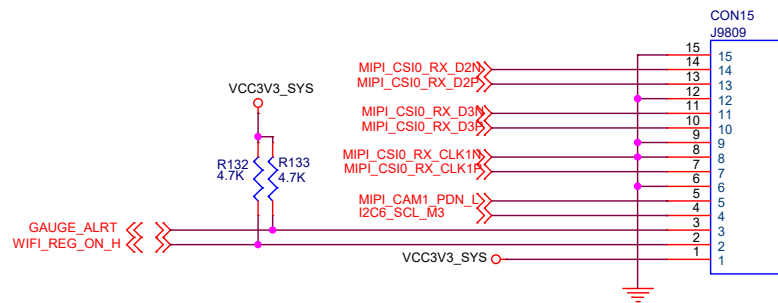 CON15
J9809
15 15
MIPI_CSI0_RX_D2N 14 14
MIPI_CSI0_RX_D2P 13 13
VCC3V3_SYS
12 12
MIPI_CSI0_RX_D3N 11 11
MIPI_CSI0_RX_D3P 10 10
9 9
R132 4.7K
R133 4.7K
MIPI_CSI0_RX_CLK1N 8 8
MIPI_CSI0_RX_CLK1P 7 7
6 6
MIPI_CAM1_PDN_L 5 5
I2C6_SCL_M3 4 4
GAUGE_ALRT 3 3
WIFI_REG_ON_H 2 2
VCC3V3_SYS 1 1